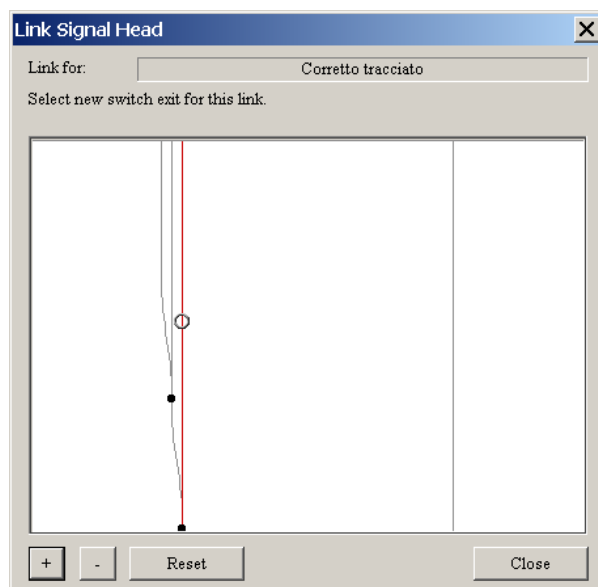 Link Signal Head
Link for: Corretto tracciato
Select new switch exit for this link.
+ - Reset Close